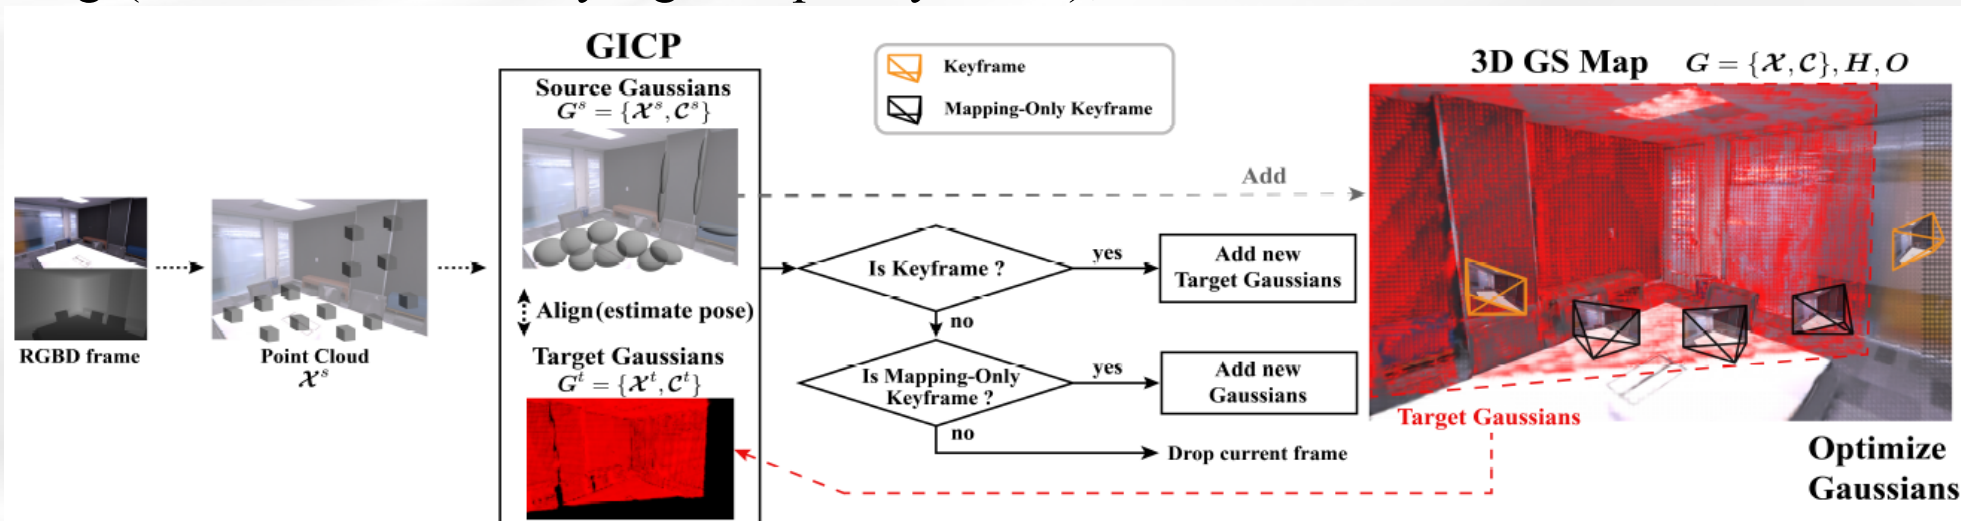 GICP
Source Gaussians
G^s = {X^s, C^s}
Align(estimate pose)
Target Gaussians
G^t = {X^t, C^t}
RGBD frame
Point Cloud
X^s
Keyframe
Mapping-Only Keyframe
Add
Is Keyframe ?
yes
Add new
Target Gaussians
no
Is Mapping-Only
Keyframe ?
yes
Add new
Gaussians
no
Drop current frame
3D GS Map G = {X, C}, H, O
Target Gaussians
Optimize
Gaussians